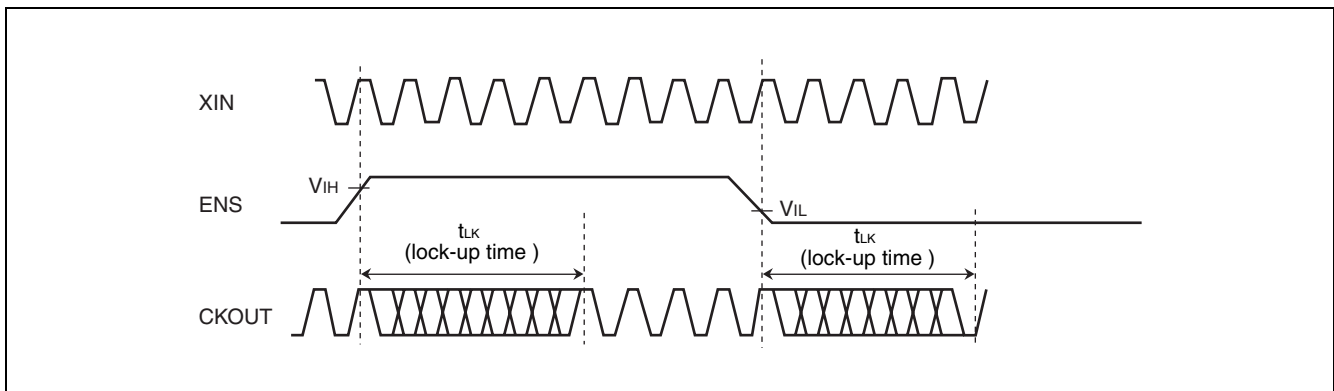 XIN
VIH
ENS
VIL
tLK
(lock-up time )
tLK
(lock-up time )
CKOUT